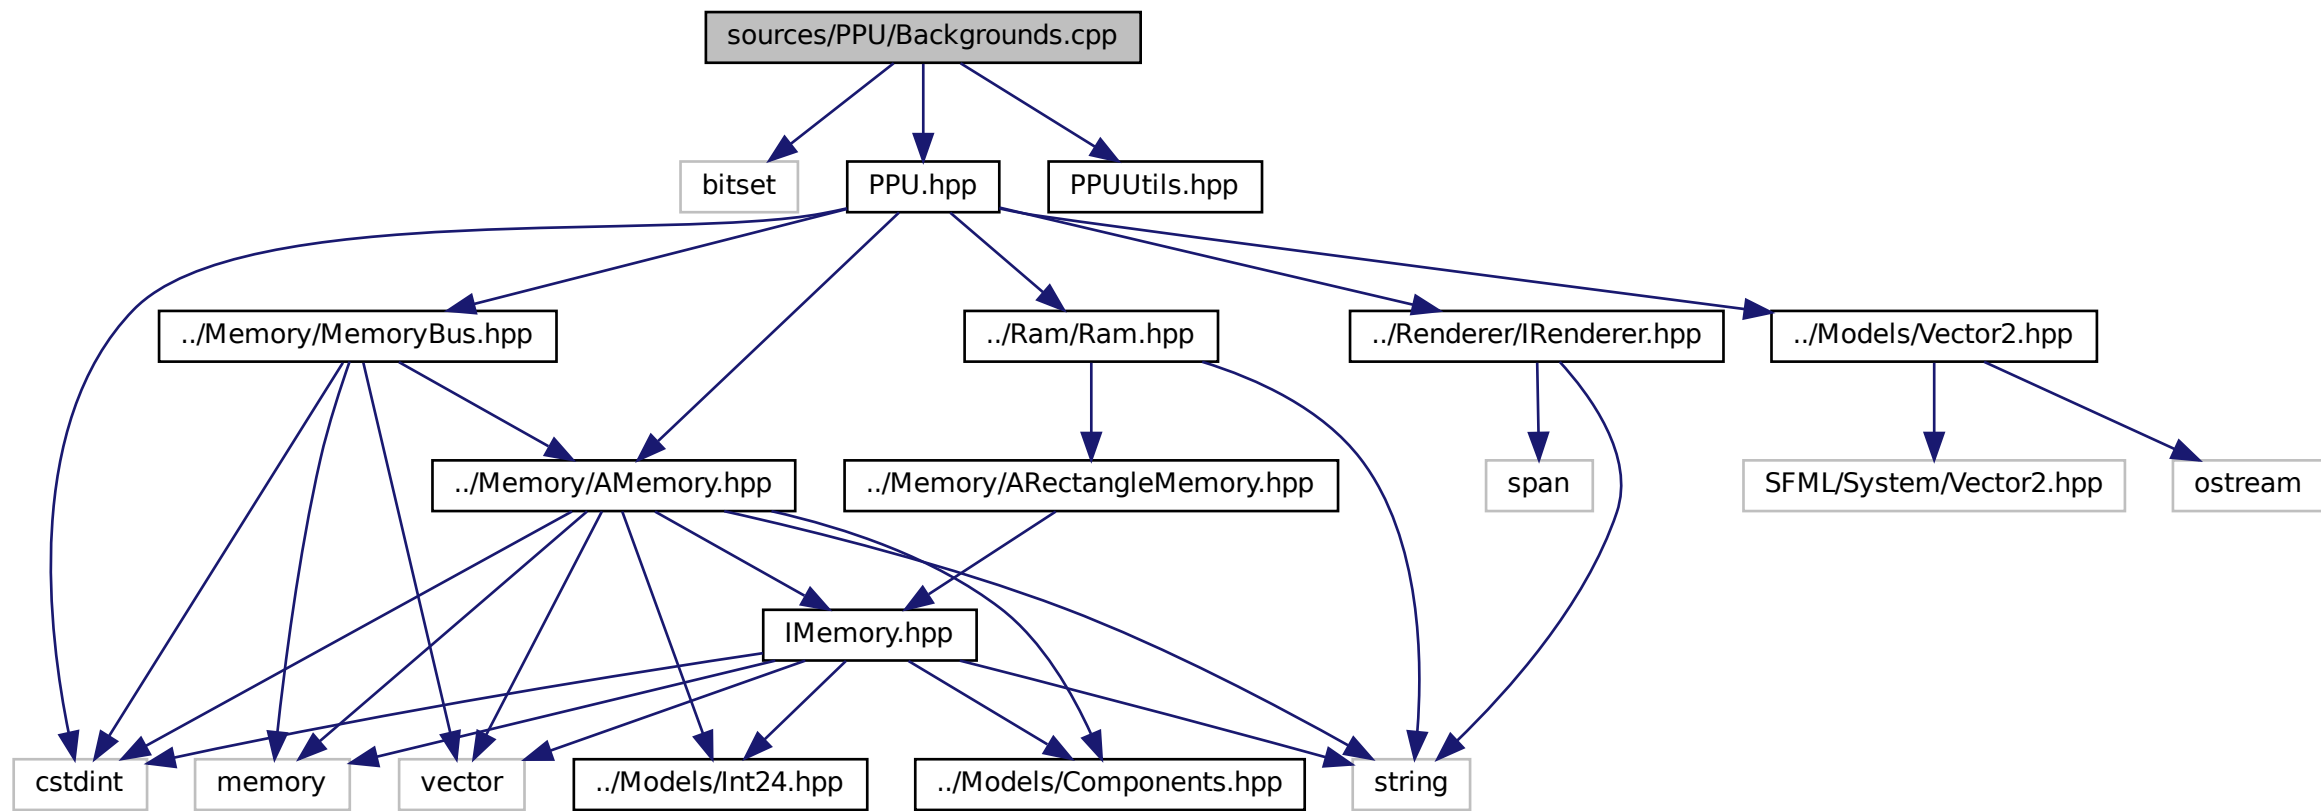 sources/PPU/Backgrounds.cpp
bitset
PPU.hpp
PPUUtils.hpp
../Memory/MemoryBus.hpp
../Ram/Ram.hpp
../Renderer/IRenderer.hpp
../Models/Vector2.hpp
../Memory/AMemory.hpp
../Memory/ARectangleMemory.hpp
span
SFML/System/Vector2.hpp
ostream
IMemory.hpp
cstdint
memory
vector
../Models/Int24.hpp
../Models/Components.hpp
string